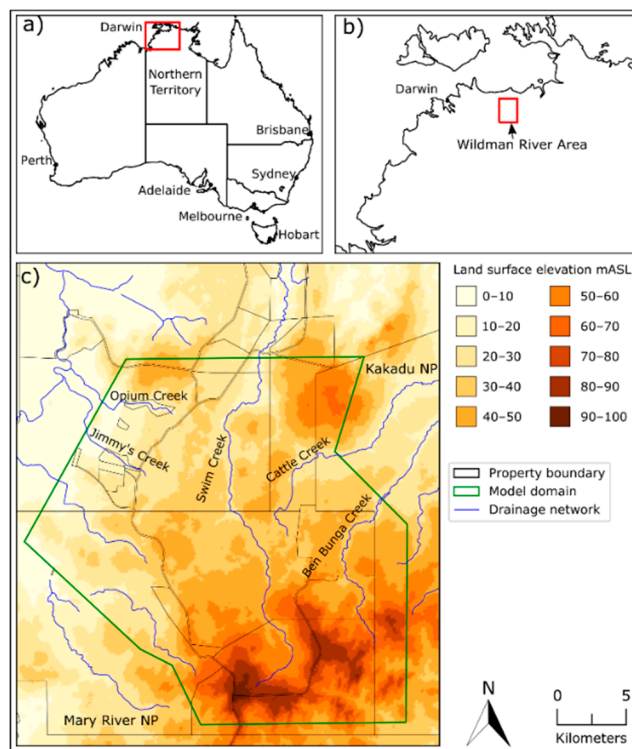 a)
Darwin
Northern
Territory
Brisbane
Perth
Sydney
Adelaide
Melbourne
Hobart
b)
Darwin
Wildman River Area
c)
Kakadu NP
Opium Creek
Jimmy's Creek
Swim Creek
Cattle Creek
Ben Bunga Creek
Mary River NP
Land surface elevation mASL
0–10
50–60
10–20
60–70
20–30
70–80
30–40
80–90
40–50
90–100
Property boundary
Model domain
Drainage network
N
0 5
Kilometers